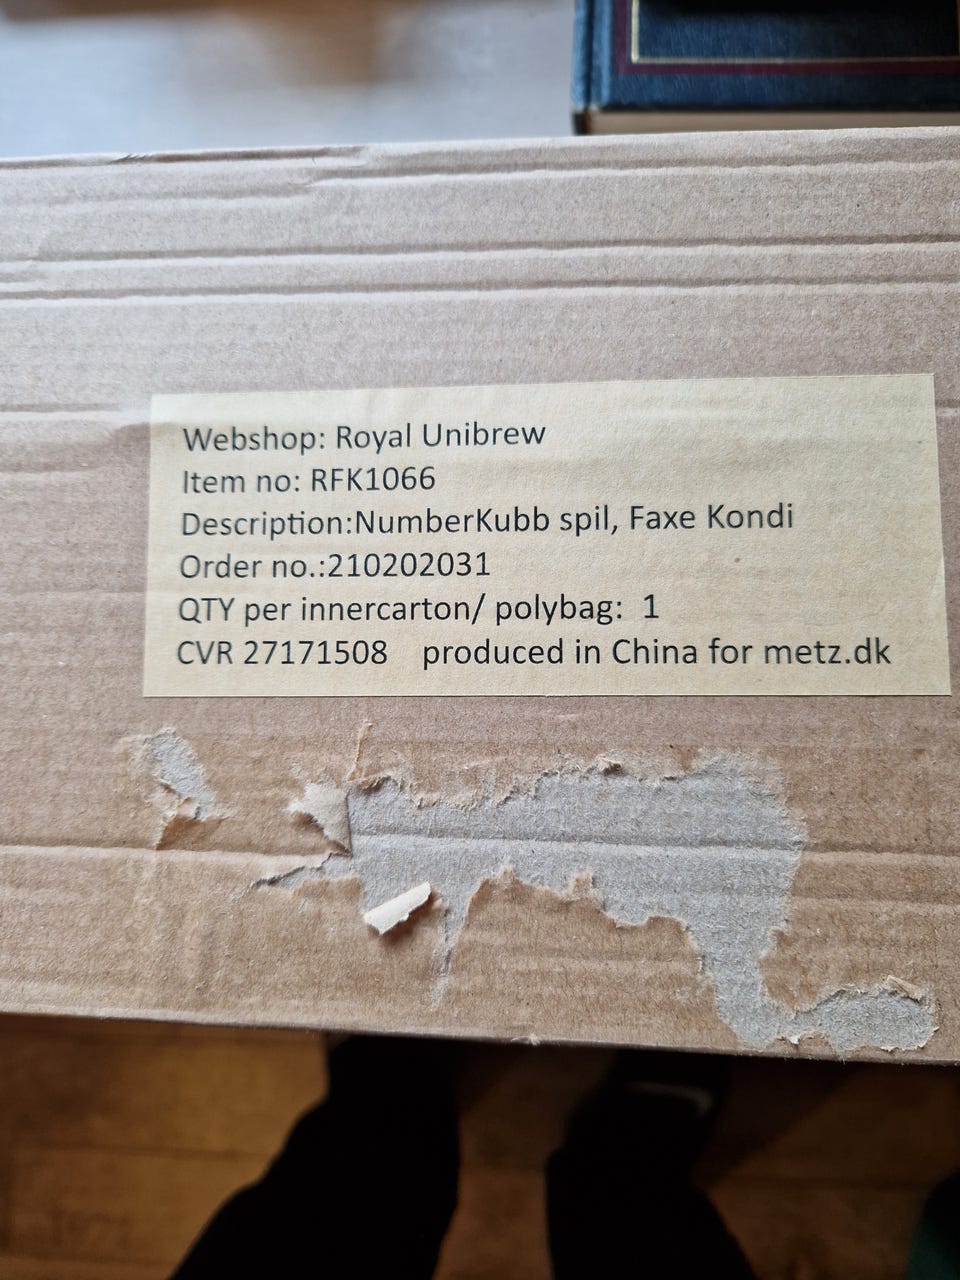 Webshop: Royal Unibrew
Item no: RFK1066
Description:NumberKubb spil, Faxe Kondi
Order no.:210202031
QTY per innercarton/ polybag: 1
CVR 27171508 produced in China for metz.dk